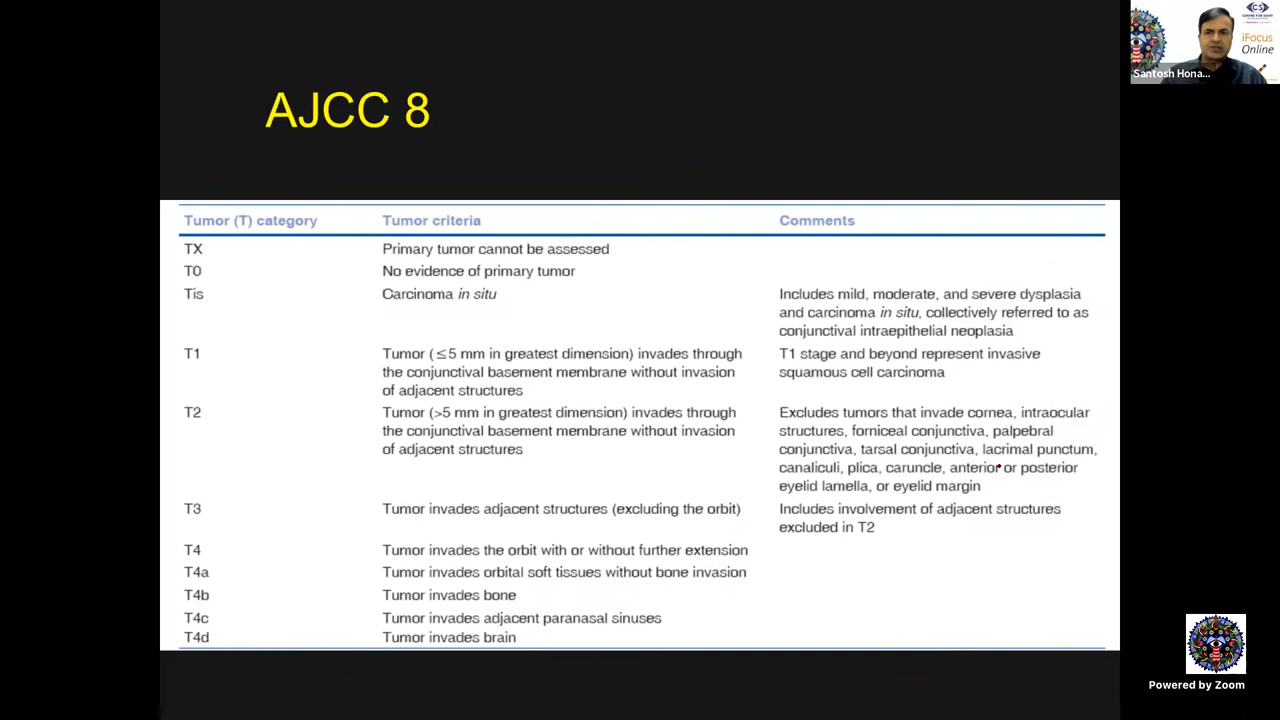 AJCC 8
CENTRE FOR SIGHT
iFocus
Online
Santosh Hona...
Tumor (T) category Tumor criteria Comments
TX Primary tumor cannot be assessed
T0 No evidence of primary tumor
Tis Carcinoma in situ Includes mild, moderate, and severe dysplasia
and carcinoma in situ, collectively referred to as
conjunctival intraepithelial neoplasia
T1 Tumor (≤5 mm in greatest dimension) invades through T1 stage and beyond represent invasive
the conjunctival basement membrane without invasion squamous cell carcinoma
of adjacent structures
T2 Tumor (>5 mm in greatest dimension) invades through Excludes tumors that invade cornea, intraocular
the conjunctival basement membrane without invasion structures, forniceal conjunctiva, palpebral
of adjacent structures conjunctiva, tarsal conjunctiva, lacrimal punctum,
canaliculi, plica, caruncle, anterior or posterior
eyelid lamella, or eyelid margin
T3 Tumor invades adjacent structures (excluding the orbit) Includes involvement of adjacent structures
excluded in T2
T4 Tumor invades the orbit with or without further extension
T4a Tumor invades orbital soft tissues without bone invasion
T4b Tumor invades bone
T4c Tumor invades adjacent paranasal sinuses
T4d Tumor invades brain
Powered by Zoom